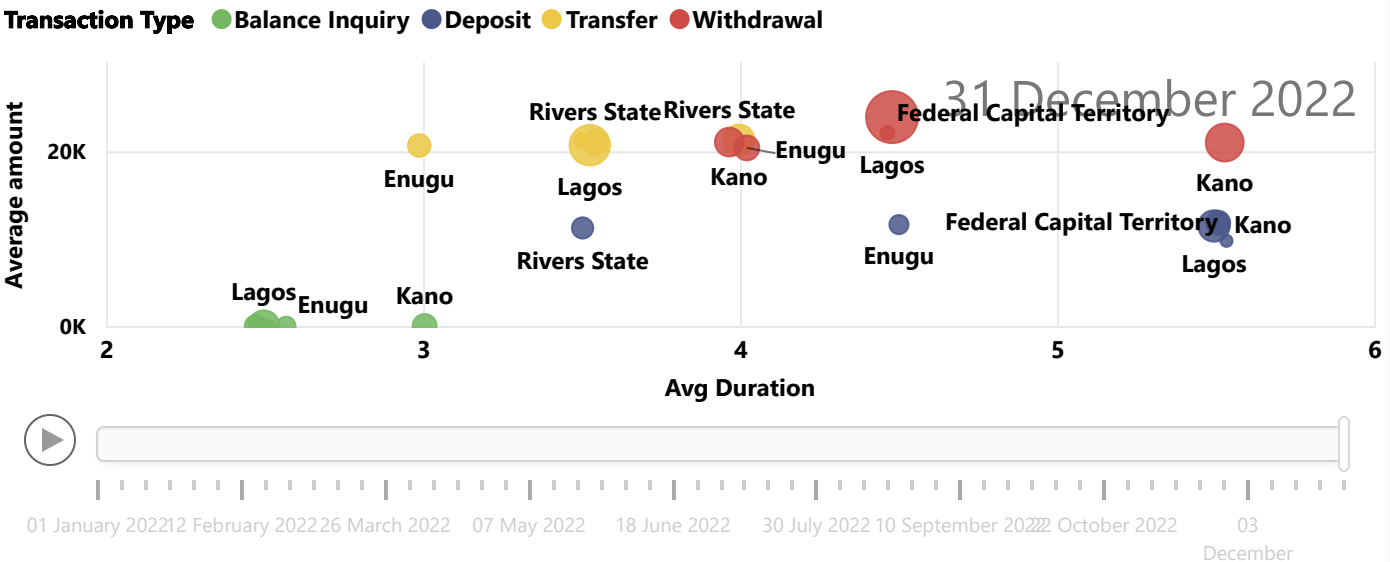 Transaction Type Balance Inquiry Deposit Transfer Withdrawal
31 December 2022
Rivers State Rivers State Federal Capital Territory
Average amount
20K
Enugu
Lagos
Enugu
Kano
Lagos
Kano
Federal Capital Territory Kano
Rivers State
Enugu
Lagos
Lagos Enugu Kano
0K
2 3 4 5 6
Avg Duration
01 January 2022 12 February 2022 26 March 2022 07 May 2022 18 June 2022 30 July 2022 10 September 2022 22 October 2022 03
December